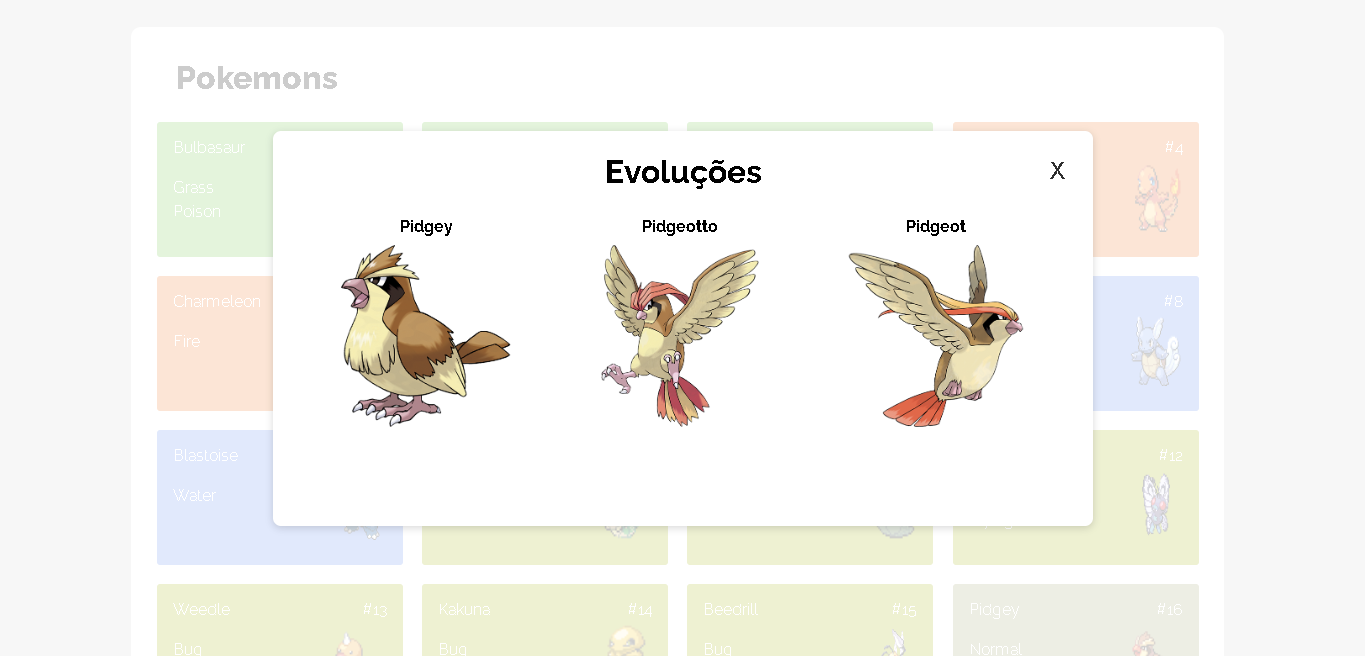 Pokemons
Bulbasaur
#4
Grass
Poison
Evoluções
X
Pidgey
Pidgeotto
Pidgeot
Charmeleon
#8
Fire
Blastoise
#12
Water
Weedle
#13
Kakuna
#14
Beedrill
#15
Pidgey
#16
Bug
Bug
Bug
Normal